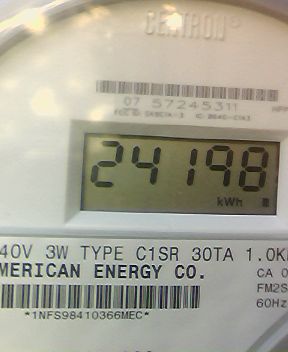 CENTRON®
07 57245311
24198
kWh
40V 3W TYPE C1SR 30TA 1.0K
MERICAN ENERGY CO.
CA 0
FM2S
60Hz
*1NFS98410366MEC*